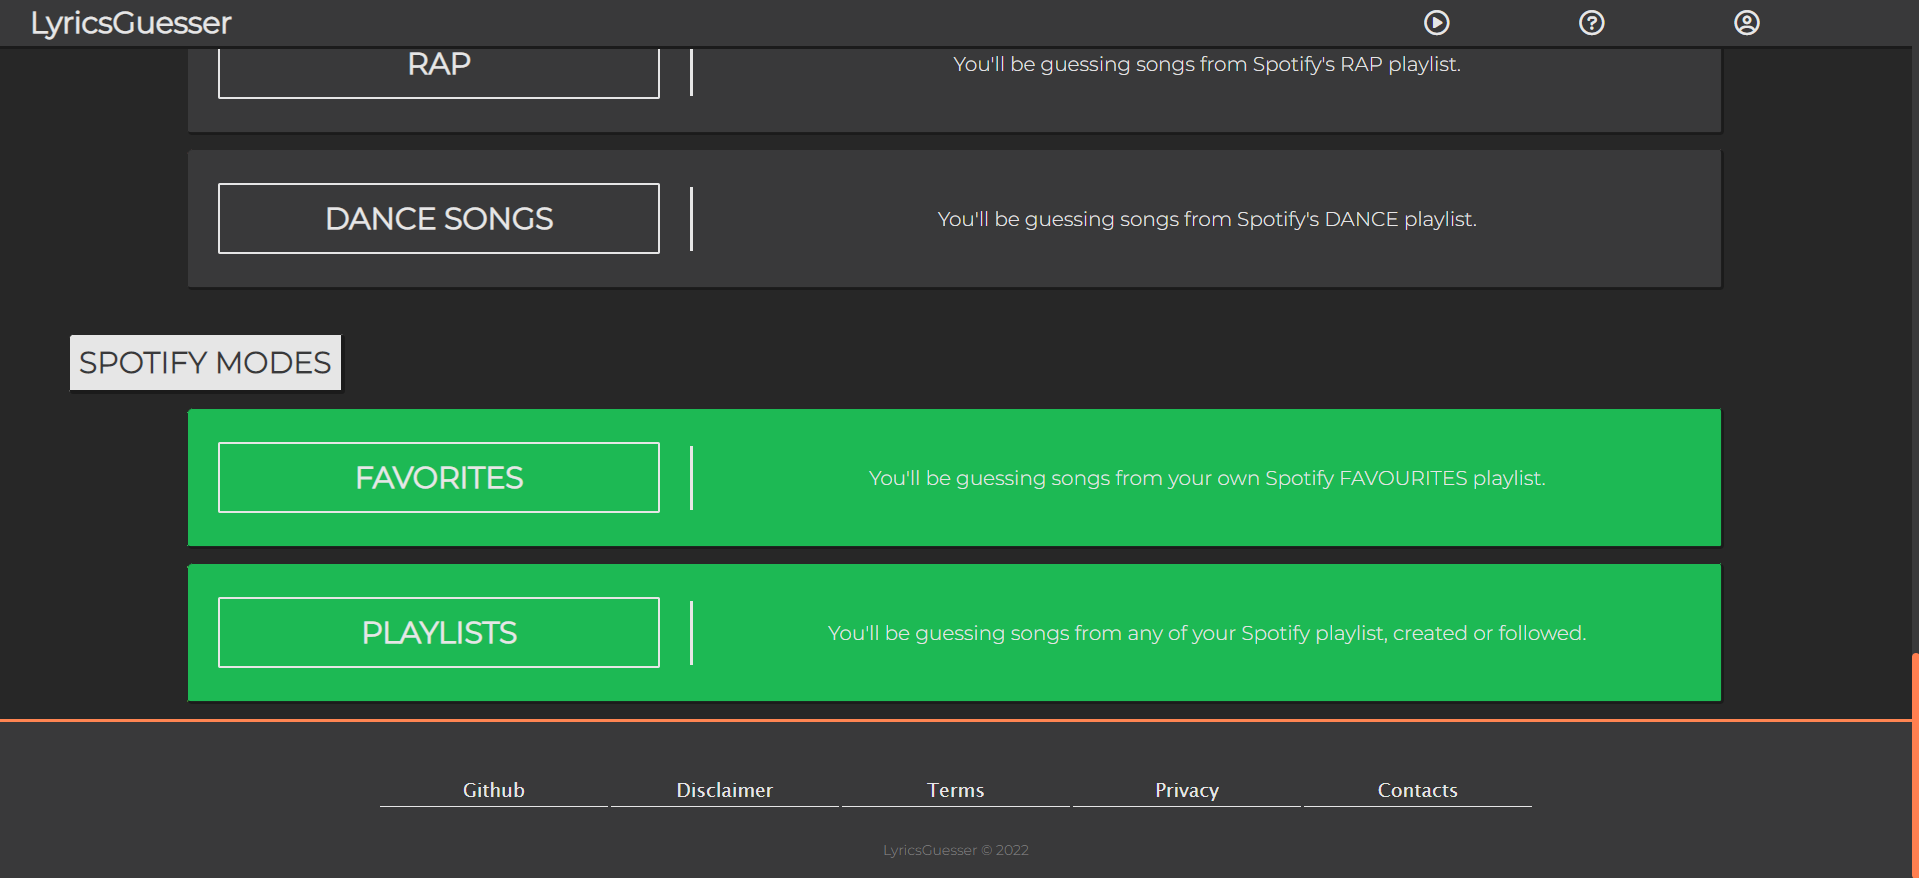 LyricsGuesser
RAP
You'll be guessing songs from Spotify's RAP playlist.
DANCE SONGS
You'll be guessing songs from Spotify's DANCE playlist.
SPOTIFY MODES
FAVORITES
You'll be guessing songs from your own Spotify FAVOURITES playlist.
PLAYLISTS
You'll be guessing songs from any of your Spotify playlist, created or followed.
Github Disclaimer Terms Privacy Contacts
LyricsGuesser © 2022